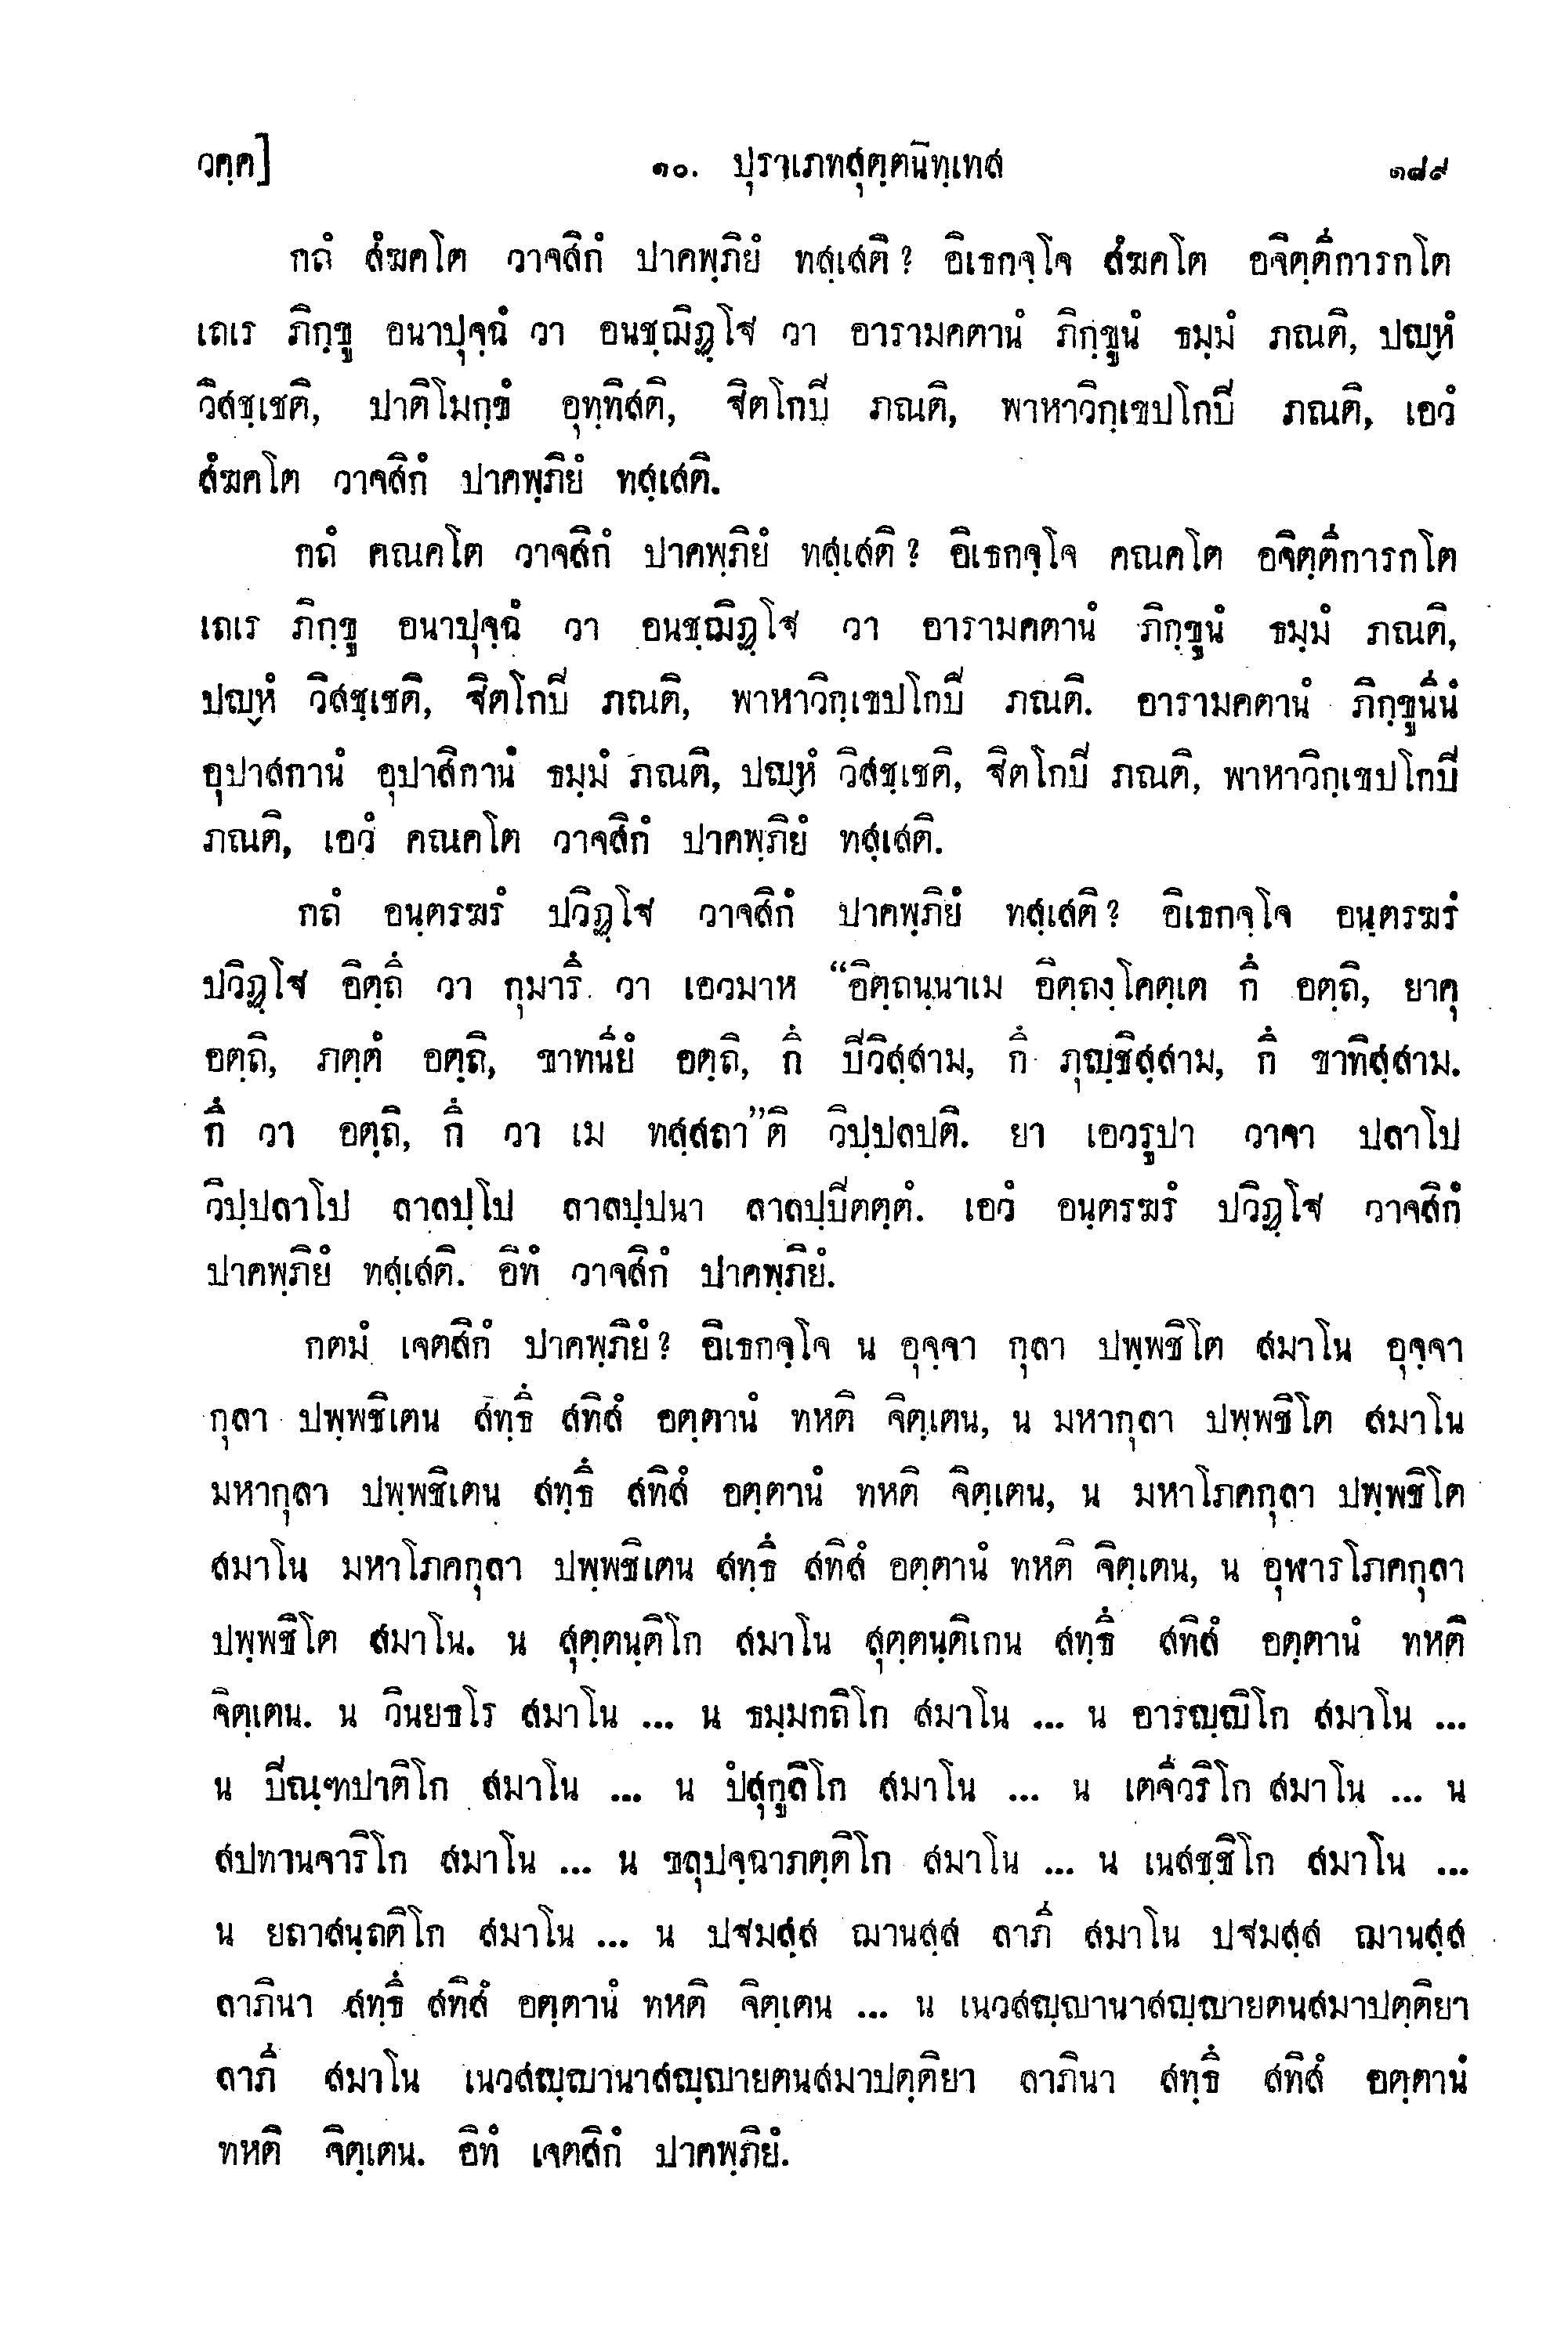 วคฺค]
๑๐. ปุราเภทสุตฺตนิทฺเทส
๑๘๙
กถํ สํฆคโต วาจสิกํ ปาคพฺภิยํ ทสฺเสติ? อิเธกจฺโจ สํฆคโต อจิตฺตีการกโต
เถเร ภิกฺขู อนาปุจฺฉํ วา อนชฺฌิฏฺโฐ วา อารามคตานํ ภิกฺขูนํ ธมฺมํ ภณติ, ปญฺหํ
วิสชฺเชติ, ปาติโมกฺขํ อุทฺทิสติ, ฐิตโกปิ ภณติ, พาหาวิกฺเขปโกปิ ภณติ, เอวํ
สํฆคโต วาจสิกํ ปาคพฺภิยํ ทสฺเสติ.
กถํ คณคโต วาจสิกํ ปาคพฺภิยํ ทสฺเสติ? อิเธกจฺโจ คณคโต อจิตฺตีการกโต
เถเร ภิกฺขู อนาปุจฺฉํ วา อนชฺฌิฏฺโฐ วา อารามคตานํ ภิกฺขูนํ ธมฺมํ ภณติ,
ปญฺหํ วิสชฺเชติ, ฐิตโกปิ ภณติ, พาหาวิกฺเขปโกปิ ภณติ. อารามคตานํ ภิกฺขูนีนํ
อุปาสกานํ อุปาสิกานํ ธมฺมํ ภณติ, ปญฺหํ วิสชฺเชติ, ฐิตโกปิ ภณติ, พาหาวิกฺเขปโกปิ
ภณติ, เอวํ คณคโต วาจสิกํ ปาคพฺภิยํ ทสฺเสติ.
กถํ อนฺตรฆรํ ปวิฏฺโฐ วาจสิกํ ปาคพฺภิยํ ทสฺเสติ? อิเธกจฺโจ อนฺตรฆรํ
ปวิฏฺโฐ อิตฺถึ วา กุมารึ วา เอวมาห “อิตฺถนฺนาเม อิตฺถงฺโคตฺเต กึ อตฺถิ, ยาคุ
อตฺถิ, ภตฺตํ อตฺถิ, ขาทนียํ อตฺถิ, กึ ปิวิสฺสาม, กึ ภุญฺชิสฺสาม, กึ ขาทิสฺสาม.
กึ วา อตฺถิ, กึ วา เม ทสฺสถา”ติ วิปฺปลปติ. ยา เอวรูปา วาจา ปลาโป
วิปฺปลาโป ลาลปฺโป ลาลปฺปนา ลาลปฺปิตตฺตํ. เอวํ อนฺตรฆรํ ปวิฏฺโฐ วาจสิกํ
ปาคพฺภิยํ ทสฺเสติ. อิทํ วาจสิกํ ปาคพฺภิยํ.
กตมํ เจตสิกํ ปาคพฺภิยํ? อิเธกจฺโจ น อุจฺจา กุลา ปพฺพชิโต สมาโน อุจฺจา
กุลา ปพฺพชิเตน สทฺธึ สทิสํ อตฺตานํ ทหติ จิตฺเตน, น มหากุลา ปพฺพชิโต สมาโน
มหากุลา ปพฺพชิเตน สทฺธึ สทิสํ อตฺตานํ ทหติ จิตฺเตน, น มหาโภคกุลา ปพฺพชิโต
สมาโน มหาโภคกุลา ปพฺพชิเตน สทฺธึ สทิสํ อตฺตานํ ทหติ จิตฺเตน, น อุฬารโภคกุลา
ปพฺพชิโต สมาโน. น สุตฺตนฺติโก สมาโน สุตฺตนฺติเกน สทฺธึ สทิสํ อตฺตานํ ทหติ
จิตฺเตน. น วินยธโร สมาโน ... น ธมฺมกถิโก สมาโน ... น อารญฺญิโก สมาโน ...
น ปิณฺฑปาติโก สมาโน ... น ปํสุกูลิโก สมาโน ... น เตจีวริโก สมาโน ... น
สปทานจาริโก สมาโน ... น ขลุปจฺฉาภตฺติโก สมาโน ... น เนสชฺชิโก สมาโน ...
น ยถาสนฺถติโก สมาโน ... น ปฐมสฺส ฌานสฺส ลาภี สมาโน ปฐมสฺส ฌานสฺส
ลาภินา สทฺธึ สทิสํ อตฺตานํ ทหติ จิตฺเตน ... น เนวสญฺญานาสญฺญายตนสมาปตฺติยา
ลาภี สมาโน เนวสญฺญานาสญฺญายตนสมาปตฺติยา ลาภินา สทฺธึ สทิสํ อตฺตานํ
ทหติ จิตฺเตน. อิทํ เจตสิกํ ปาคพฺภิยํ.